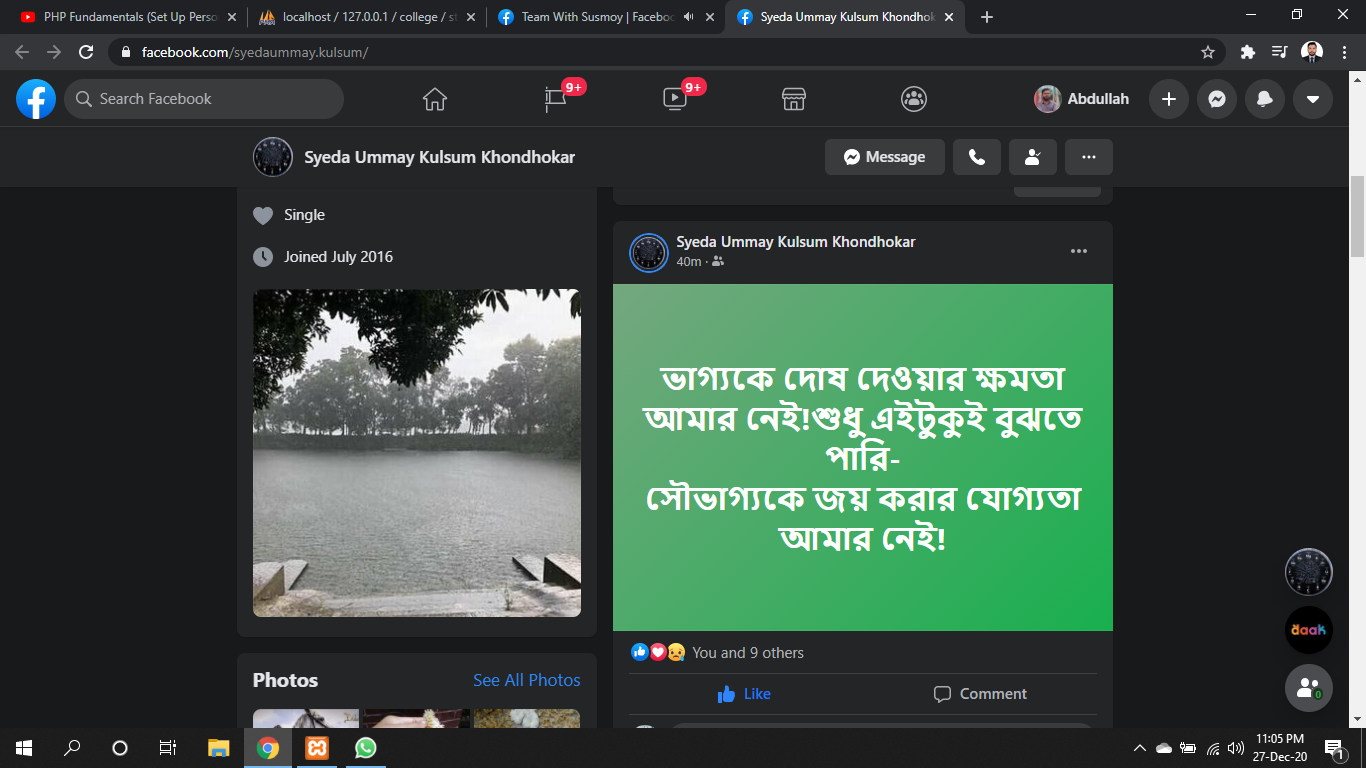 PHP Fundamentals (Set Up Perso
localhost / 127.0.0.1 / college / st
Team With Susmoy | Faceboo
Syeda Ummay Kulsum Khondhok
facebook.com/syedaummay.kulsum/
Search Facebook
9+
9+
Abdullah
Syeda Ummay Kulsum Khondhokar
Message
Single
Joined July 2016
Photos
See All Photos
Syeda Ummay Kulsum Khondhokar
40m ·
ভাগ্যকে দোষ দেওয়ার ক্ষমতা
আমার নেই!শুধু এইটুকুই বুঝতে
পারি-
সৌভাগ্যকে জয় করার যোগ্যতা
আমার নেই!
You and 9 others
Like
Comment
daak
0
11:05 PM
27-Dec-20
1